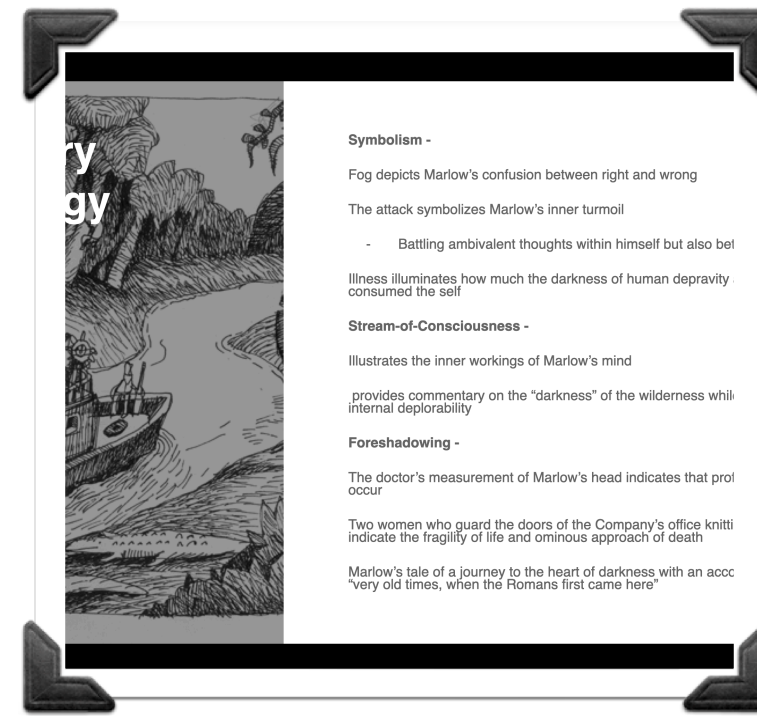 ry
gy
Symbolism -
Fog depicts Marlow’s confusion between right and wrong
The attack symbolizes Marlow’s inner turmoil
- Battling ambivalent thoughts within himself but also bet
Illness illuminates how much the darkness of human depravity
consumed the self
Stream-of-Consciousness -
Illustrates the inner workings of Marlow’s mind
provides commentary on the “darkness” of the wilderness while
internal deplorability
Foreshadowing -
The doctor’s measurement of Marlow’s head indicates that prof
occur
Two women who guard the doors of the Company’s office knitti
indicate the fragility of life and ominous approach of death
Marlow’s tale of a journey to the heart of darkness with an acco
“very old times, when the Romans first came here”